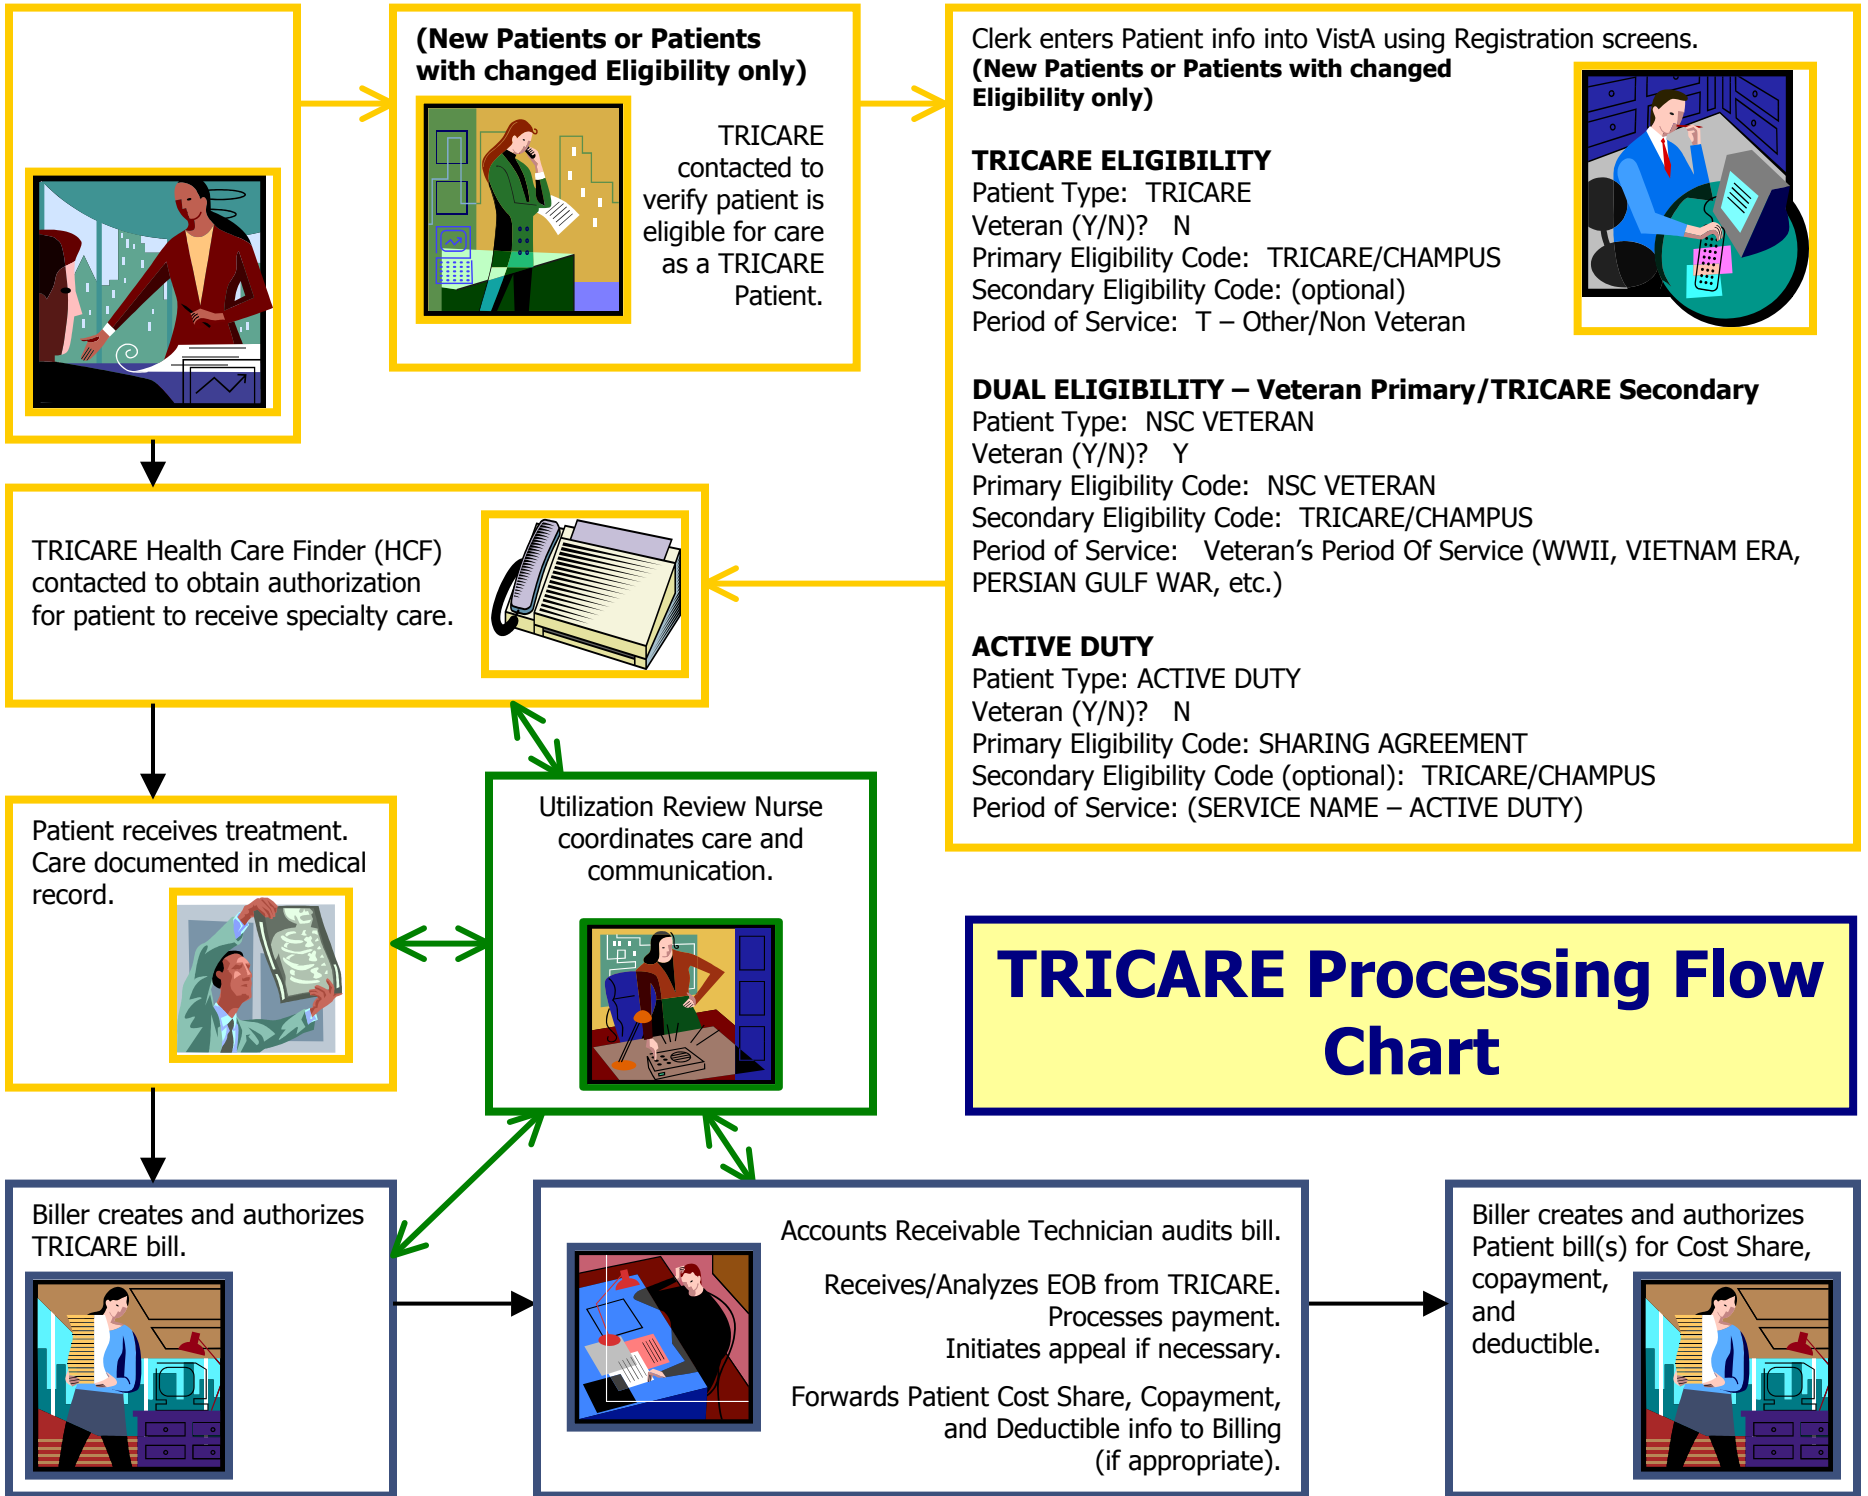 (New Patients or Patients
with changed Eligibility only)
TRICARE
contacted to
verify patient is
eligible for care
as a TRICARE
Patient.
Clerk enters Patient info into VistA using Registration screens.
(New Patients or Patients with changed
Eligibility only)
TRICARE ELIGIBILITY
Patient Type:  TRICARE
Veteran (Y/N)?  N
Primary Eligibility Code:  TRICARE/CHAMPUS
Secondary Eligibility Code: (optional)
Period of Service:  T – Other/Non Veteran
DUAL ELIGIBILITY – Veteran Primary/TRICARE Secondary
Patient Type:  NSC VETERAN
Veteran (Y/N)?  Y
Primary Eligibility Code:  NSC VETERAN
Secondary Eligibility Code:  TRICARE/CHAMPUS
Period of Service:   Veteran’s Period Of Service (WWII, VIETNAM ERA,
PERSIAN GULF WAR, etc.)
ACTIVE DUTY
Patient Type: ACTIVE DUTY
Veteran (Y/N)?  N
Primary Eligibility Code: SHARING AGREEMENT
Secondary Eligibility Code (optional):  TRICARE/CHAMPUS
Period of Service: (SERVICE NAME – ACTIVE DUTY)
TRICARE Health Care Finder (HCF)
contacted to obtain authorization
for patient to receive specialty care.
Patient receives treatment.
Care documented in medical
record.
Utilization Review Nurse
coordinates care and
communication.
TRICARE Processing Flow
Chart
Biller creates and authorizes
TRICARE bill.
Accounts Receivable Technician audits bill.
Receives/Analyzes EOB from TRICARE.
Processes payment.
Initiates appeal if necessary.
Forwards Patient Cost Share, Copayment,
and Deductible info to Billing
(if appropriate).
Biller creates and authorizes
Patient bill(s) for Cost Share,
copayment,
and
deductible.